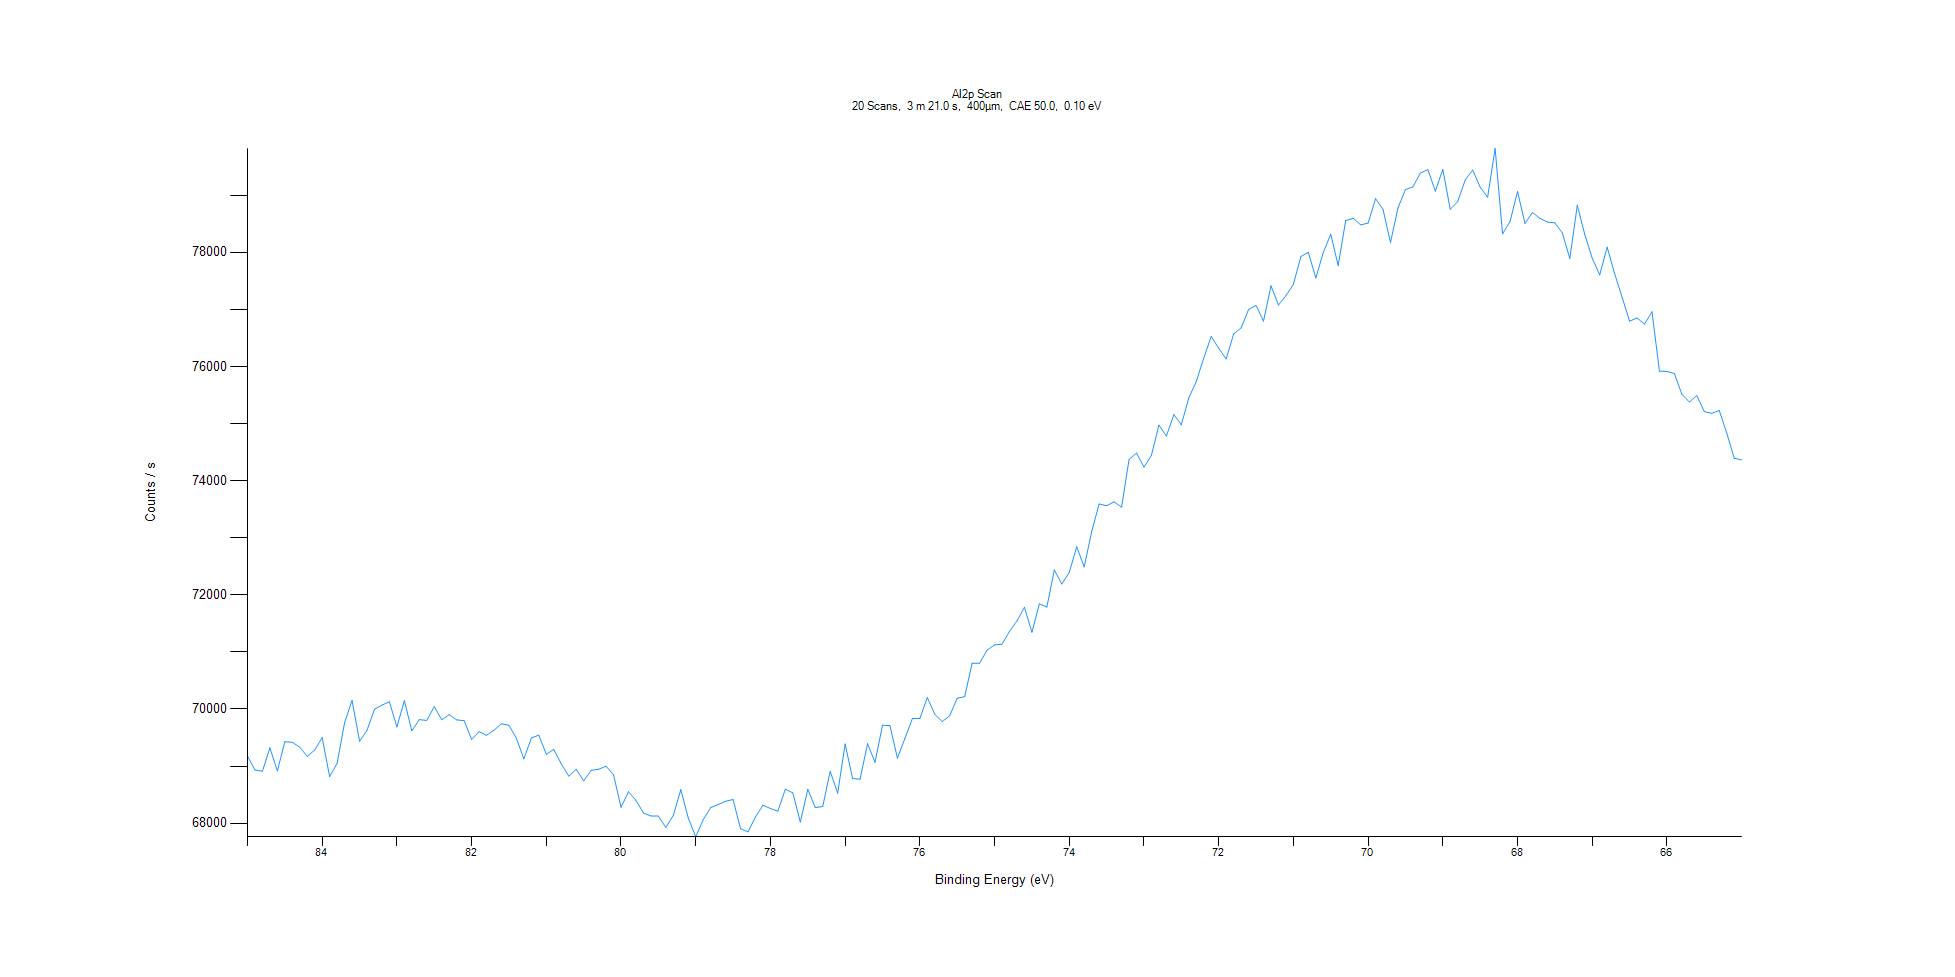 Al2p Scan
20 Scans, 3 m 21.0 s, 400µm, CAE 50.0, 0.10 eV
78000
76000
74000
72000
70000
68000
Counts / s
84 82 80 78 76 74 72 70 68 66
Binding Energy (eV)